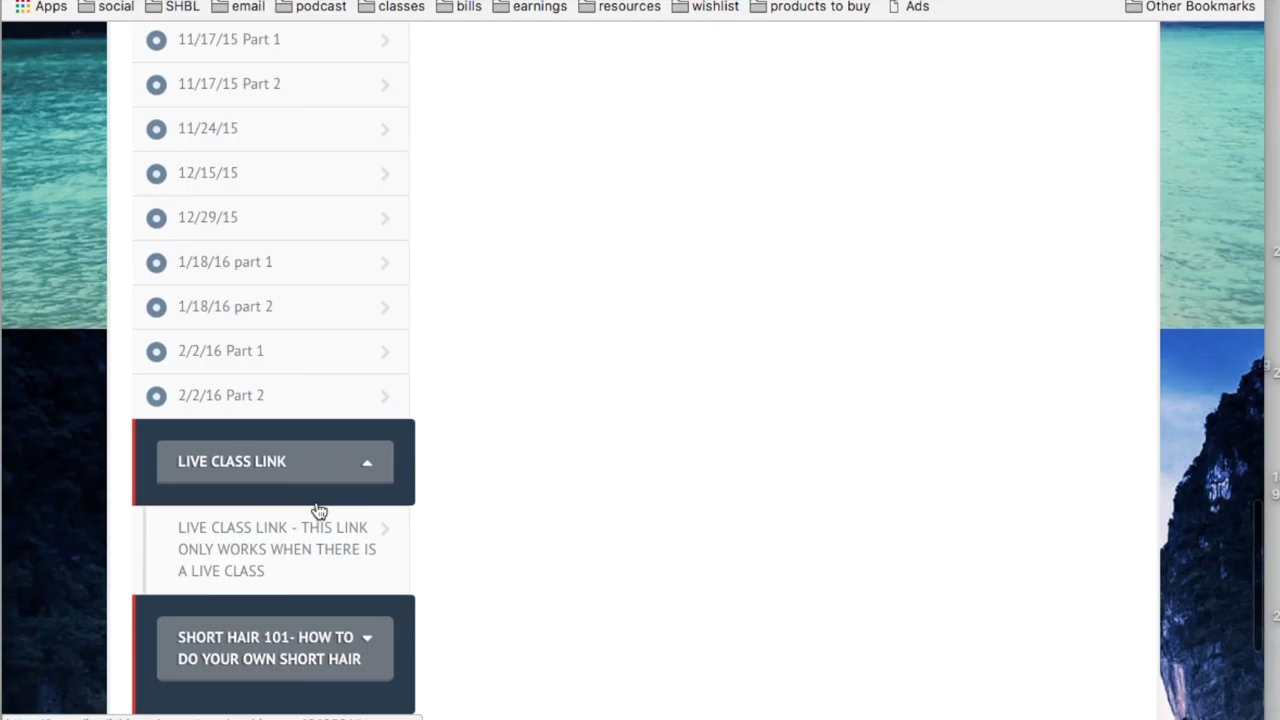 Apps social SHBL email podcast classes bills earnings resources wishlist products to buy Ads Other Bookmarks
11/17/15 Part 1
11/17/15 Part 2
11/24/15
12/15/15
12/29/15
1/18/16 part 1
1/18/16 part 2
2/2/16 Part 1
2/2/16 Part 2
LIVE CLASS LINK
LIVE CLASS LINK - THIS LINK
ONLY WORKS WHEN THERE IS
A LIVE CLASS
SHORT HAIR 101- HOW TO
DO YOUR OWN SHORT HAIR